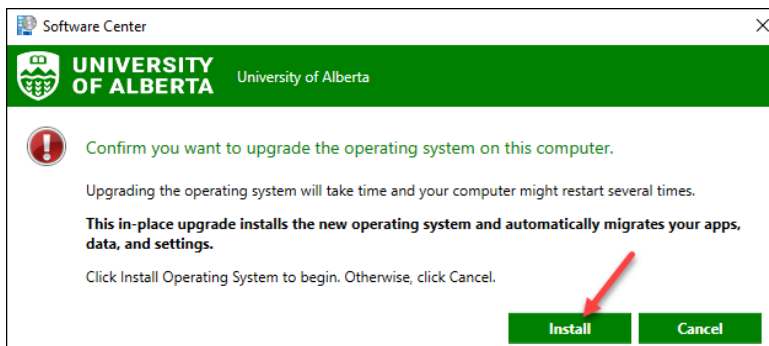 Software Center
UNIVERSITY
OF ALBERTA
University of Alberta
Confirm you want to upgrade the operating system on this computer.
Upgrading the operating system will take time and your computer might restart several times.
This in-place upgrade installs the new operating system and automatically migrates your apps,
data, and settings.
Click Install Operating System to begin. Otherwise, click Cancel.
Install
Cancel